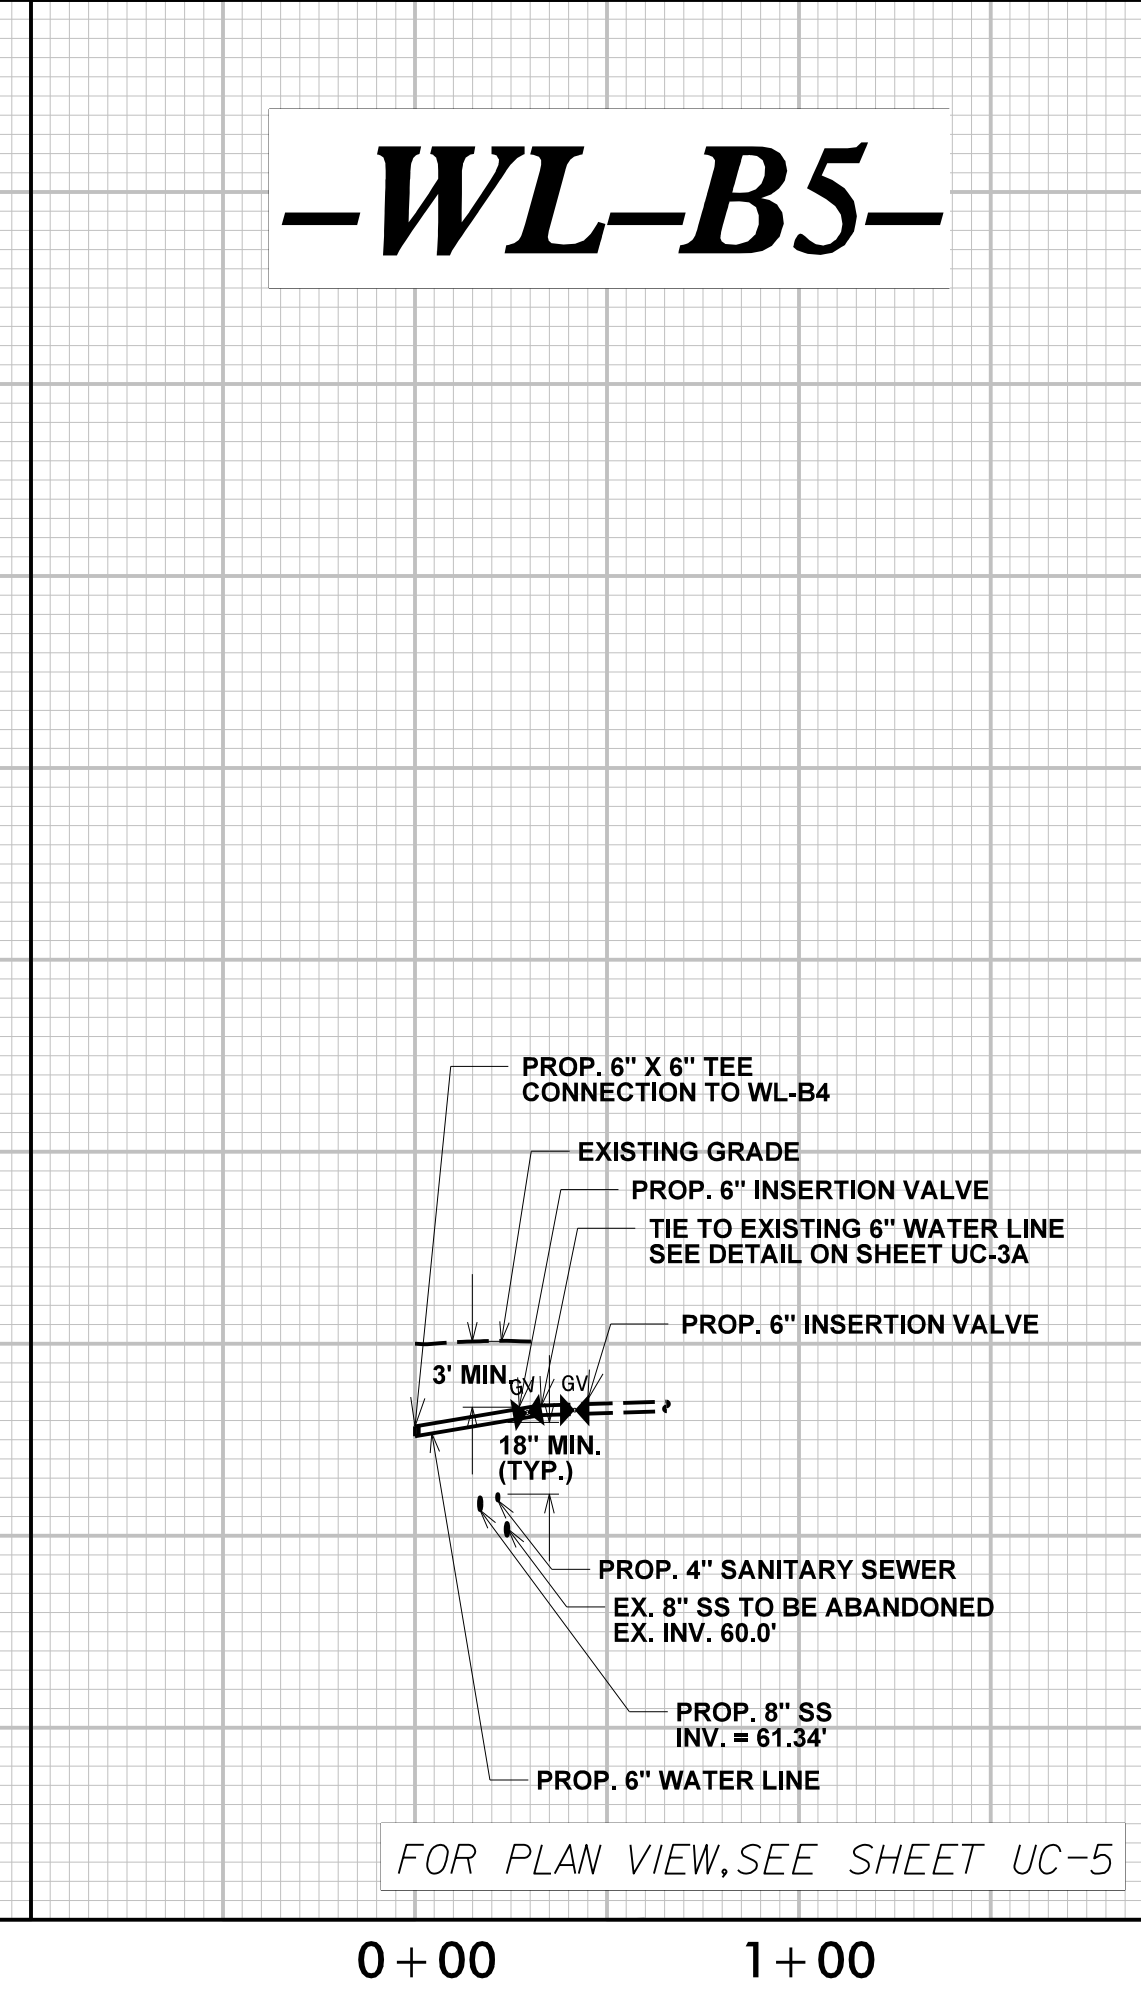 -WL-B5-
PROP. 6" X 6" TEE
CONNECTION TO WL-B4
EXISTING GRADE
PROP. 6" INSERTION VALVE
TIE TO EXISTING 6" WATER LINE
SEE DETAIL ON SHEET UC-3A
PROP. 6" INSERTION VALVE
3' MIN.
GV
GV
18" MIN.
(TYP.)
PROP. 4" SANITARY SEWER
EX. 8" SS TO BE ABANDONED
EX. INV. 60.0'
PROP. 8" SS
INV. = 61.34'
PROP. 6" WATER LINE
FOR PLAN VIEW, SEE SHEET UC-5
0+00
1+00